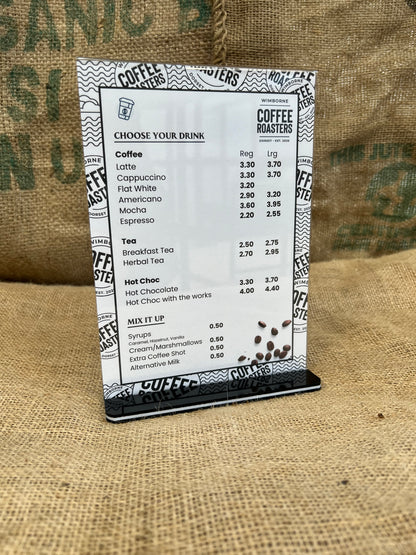 WIMBORNE
COFFEE
ROASTERS
DORSET - EST. 2020
CHOOSE YOUR DRINK
Coffee Reg Lrg
Latte 3.30 3.70
Cappuccino 3.30 3.70
Flat White 3.20
Americano 2.90 3.20
Mocha 3.60 3.95
Espresso 2.20 2.55
Tea
Breakfast Tea 2.50 2.75
Herbal Tea 2.70 2.95
Hot Choc
Hot Chocolate 3.30 3.70
Hot Choc with the works 4.00 4.40
MIX IT UP
Syrups 0.50
Caramel, Hazelnut, Vanilla
Cream/Marshmallows 0.50
Extra Coffee Shot 0.50
Alternative Milk 0.50